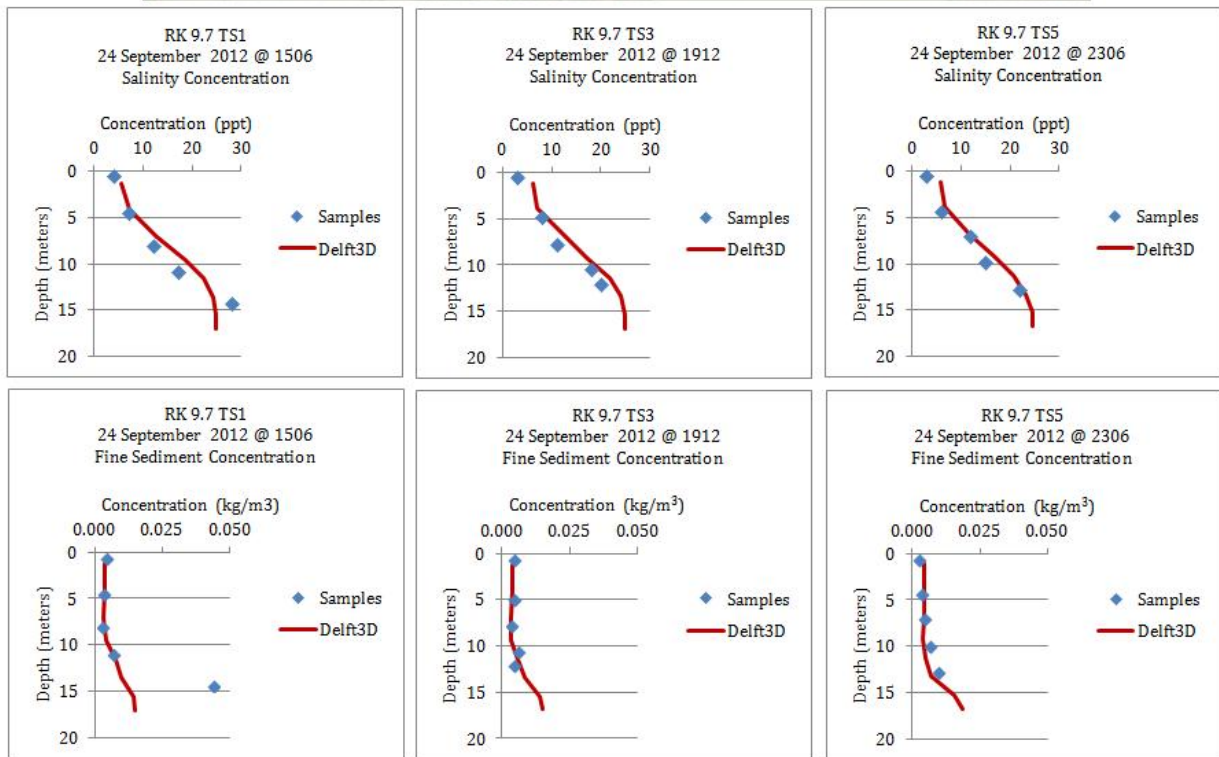 RK 9.7 TS1
24 September 2012 @ 1506
Salinity Concentration
Concentration (ppt)
0 10 20 30
0
5
10
15
20
Depth (meters)
Samples
Delft3D
RK 9.7 TS3
24 September 2012 @ 1912
Salinity Concentration
Concentration (ppt)
0 10 20 30
0
5
10
15
20
Depth (meters)
Samples
Delft3D
RK 9.7 TS5
24 September 2012 @ 2306
Salinity Concentration
Concentration (ppt)
0 10 20 30
0
5
10
15
20
Depth (meters)
Samples
Delft3D
RK 9.7 TS1
24 September 2012 @ 1506
Fine Sediment Concentration
Concentration (kg/m3)
0.000 0.025 0.050
0
5
10
15
20
Depth (meters)
Samples
Delft3D
RK 9.7 TS3
24 September 2012 @ 1912
Fine Sediment Concentration
Concentration (kg/m³)
0.000 0.025 0.050
0
5
10
15
20
Depth (meters)
Samples
Delft3D
RK 9.7 TS5
24 September 2012 @ 2306
Fine Sediment Concentration
Concentration (kg/m³)
0.000 0.025 0.050
0
5
10
15
20
Depth (meters)
Samples
Delft3D